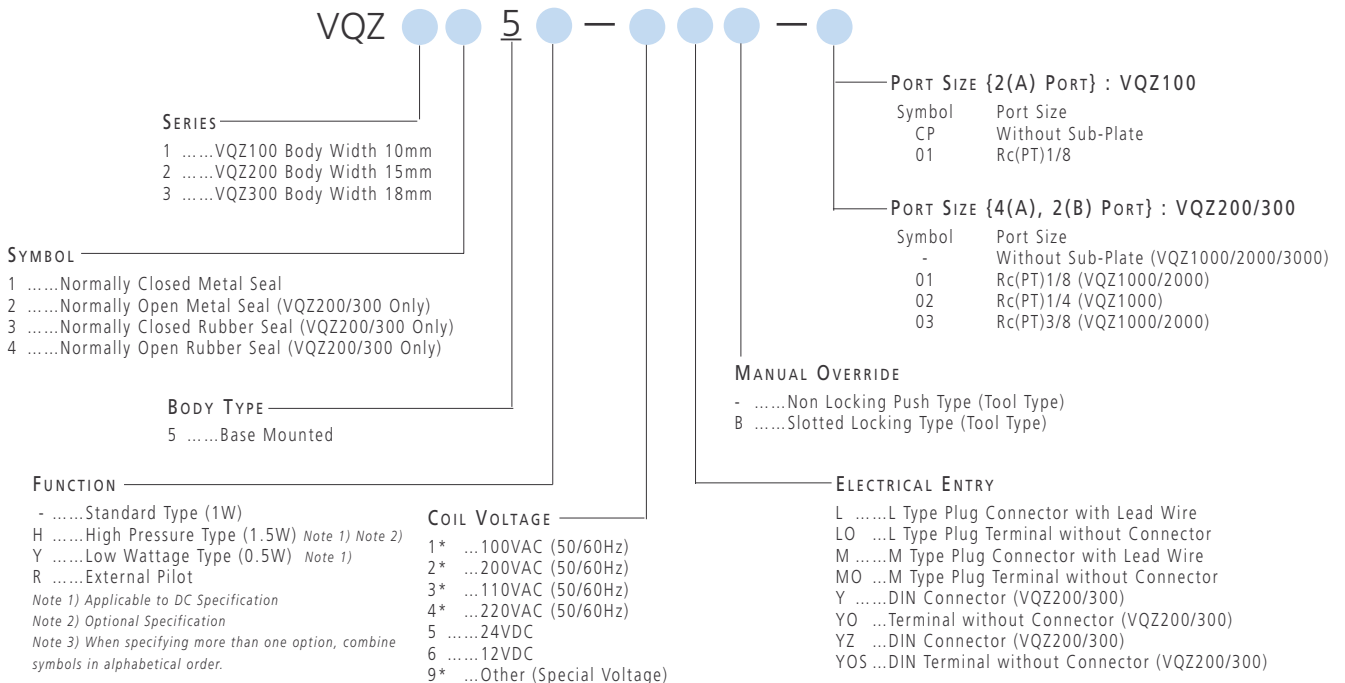 VQZ 5 — —
SERIES
1 ......VQZ100 Body Width 10mm
2 ......VQZ200 Body Width 15mm
3 ......VQZ300 Body Width 18mm
SYMBOL
1 ......Normally Closed Metal Seal
2 ......Normally Open Metal Seal (VQZ200/300 Only)
3 ......Normally Closed Rubber Seal (VQZ200/300 Only)
4 ......Normally Open Rubber Seal (VQZ200/300 Only)
BODY TYPE
5 ......Base Mounted
FUNCTION
- ......Standard Type (1W)
H ......High Pressure Type (1.5W) Note 1) Note 2)
Y ......Low Wattage Type (0.5W) Note 1)
R ......External Pilot
Note 1) Applicable to DC Specification
Note 2) Optional Specification
Note 3) When specifying more than one option, combine
symbols in alphabetical order.
COIL VOLTAGE
1* ...100VAC (50/60Hz)
2* ...200VAC (50/60Hz)
3* ...110VAC (50/60Hz)
4* ...220VAC (50/60Hz)
5 ......24VDC
6 ......12VDC
9* ...Other (Special Voltage)
PORT SIZE {2(A) PORT} : VQZ100
Symbol Port Size
CP Without Sub-Plate
01 Rc(PT)1/8
PORT SIZE {4(A), 2(B) PORT} : VQZ200/300
Symbol Port Size
- Without Sub-Plate (VQZ1000/2000/3000)
01 Rc(PT)1/8 (VQZ1000/2000)
02 Rc(PT)1/4 (VQZ1000)
03 Rc(PT)3/8 (VQZ1000/2000)
MANUAL OVERRIDE
- ......Non Locking Push Type (Tool Type)
B ......Slotted Locking Type (Tool Type)
ELECTRICAL ENTRY
L ......L Type Plug Connector with Lead Wire
LO ...L Type Plug Terminal without Connector
M ......M Type Plug Connector with Lead Wire
MO ...M Type Plug Terminal without Connector
Y ......DIN Connector (VQZ200/300)
YO ...Terminal without Connector (VQZ200/300)
YZ ...DIN Connector (VQZ200/300)
YOS ...DIN Terminal without Connector (VQZ200/300)